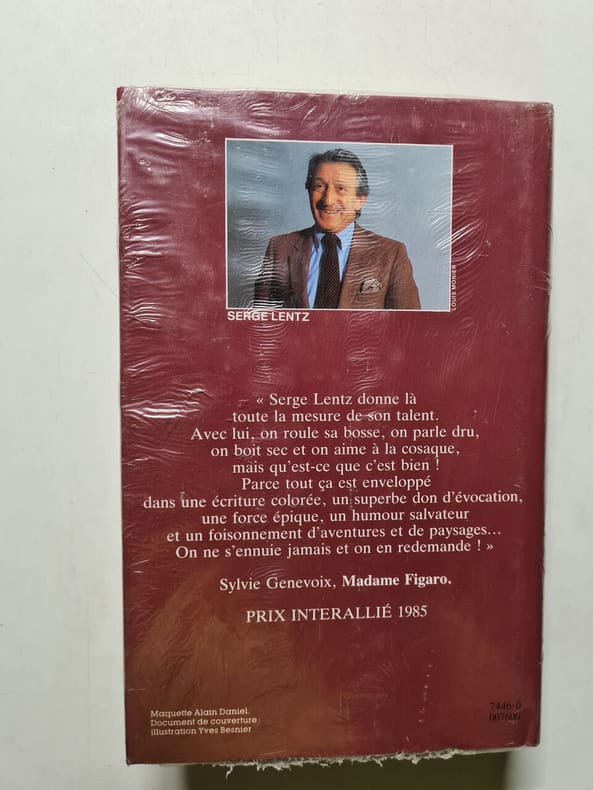 LOUIS MONIER
SERGE LENTZ
« Serge Lentz donne là
toute la mesure de son talent.
Avec lui, on roule sa bosse, on parle dru,
on boit sec et on aime à la cosaque,
mais qu'est-ce que c'est bien !
Parce tout ça est enveloppé
dans une écriture colorée, un superbe don d'évocation,
une force épique, un humour salvateur
et un foisonnement d'aventures et de paysages...
On ne s'ennuie jamais et on en redemande ! »
Sylvie Genevoix, Madame Figaro.
PRIX INTERALLIÉ 1985
Maquette Alain Daniel.
Document de couverture
illustration Yves Besnier
7446-0
007600